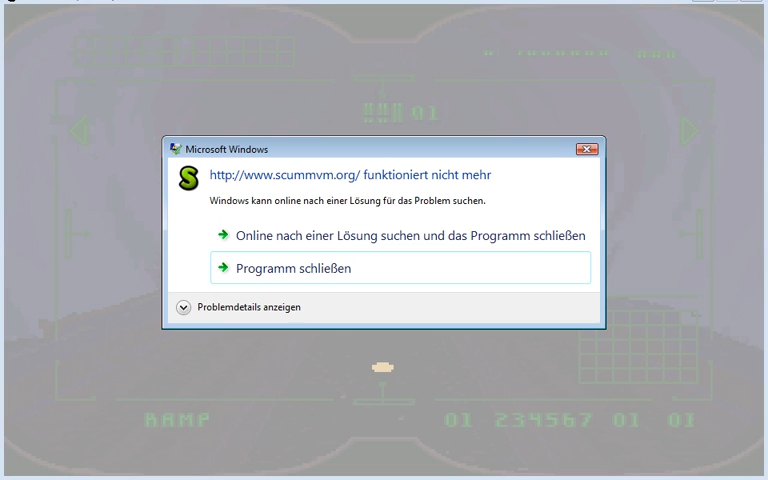 01
Microsoft Windows
http://www.scummvm.org/ funktioniert nicht mehr
Windows kann online nach einer Lösung für das Problem suchen.
Online nach einer Lösung suchen und das Programm schließen
Programm schließen
Problemdetails anzeigen
RAMP 01 234567 01 01